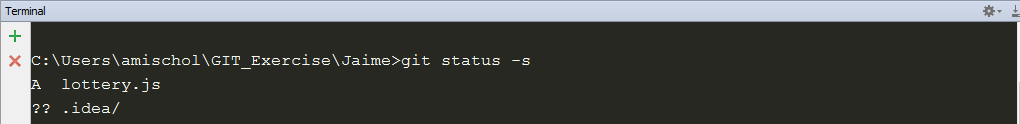 Terminal
C:\Users\amischol\GIT_Exercise\Jaime>git status -s
A  lottery.js
?? .idea/